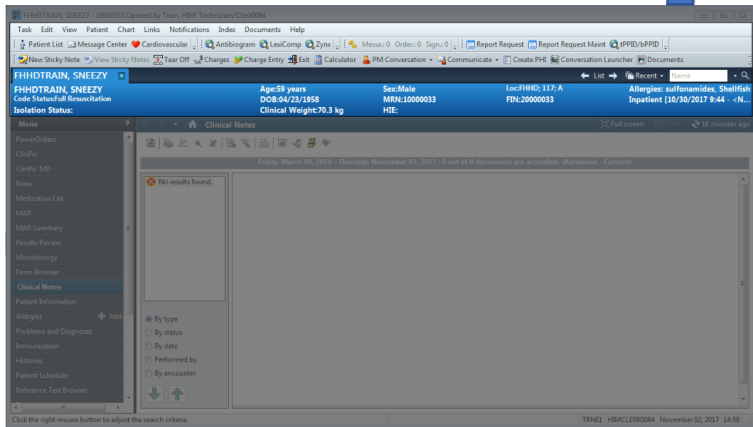 FHHDTRAIN, SNEEZY - 10000033 Opened by Train, HIM-Technician/Clerk0084
Task Edit View Patient Chart Links Notifications Index Documents Help
Patient List Message Center Cardiovascular Antibiogram LexiComp Zynx Messa.: 0 Order.: 0 Sign.: 0 Report Request Report Request Maint tPPID/bPPID
New Sticky Note View Sticky Notes Tear Off Charges Charge Entry Exit Calculator PM Conversation Communicate Create PHI Conversation Launcher Documents
FHHDTRAIN, SNEEZY List Recent Name
FHHDTRAIN, SNEEZY Age:59 years Sex:Male Loc:FHHD; 117; A Allergies: sulfonamides, Shellfish
Code Status:Full Resuscitation DOB:04/23/1958 MRN:10000033 FIN:20000033 Inpatient [10/30/2017 9:44 - <N...
Isolation Status: Clinical Weight:70.3 kg HIE:
Menu Clinical Notes Full screen 10 minutes ago
PowerOrders
ClinPic
ClinPic MD
IView
Medication List
MAR
MAR Summary
Results Review
Microbiology
Form Browser
Clinical Notes
Patient Information
Allergies Add
Problems and Diagnoses
Immunization
Histories
Patient Schedule
Reference Text Browser
Friday, March 04, 2016 - Thursday, November 02, 2017 : 0 out of 0 documents are accessible. (Admission - Current)
No results found.
By type
By status
By date
Performed by
By encounter
Click the right mouse button to adjust the search criteria. TRNE1 HIMCLERK0084 November 02, 2017 14:58